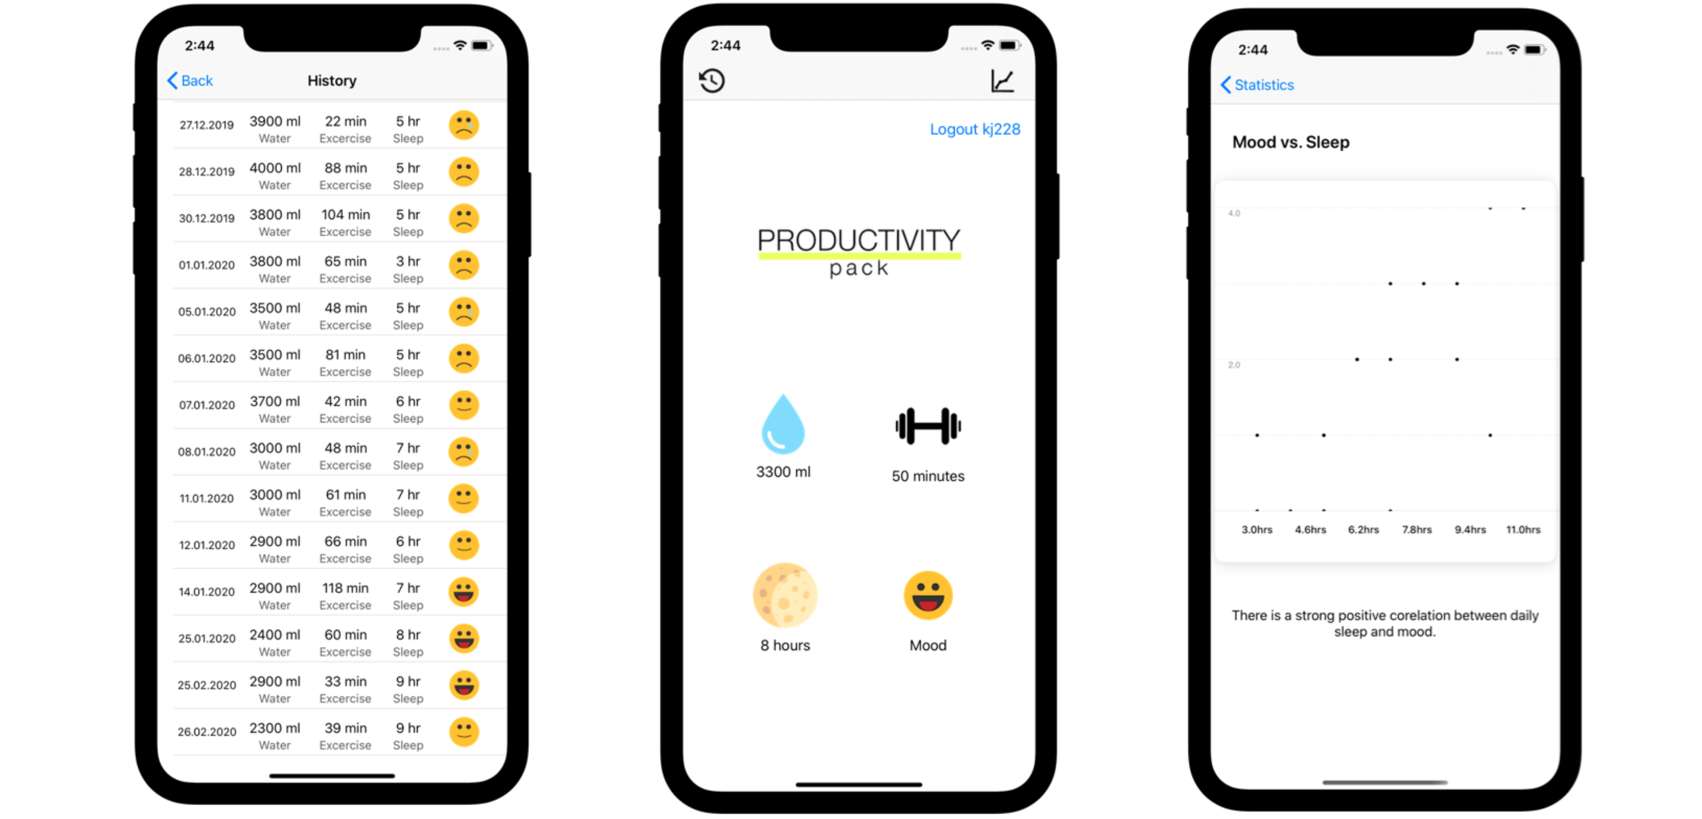 2:44
Back
History
27.12.2019 3900 ml 22 min 5 hr
Water Excercise Sleep
28.12.2019 4000 ml 88 min 5 hr
Water Excercise Sleep
30.12.2019 3800 ml 104 min 5 hr
Water Excercise Sleep
01.01.2020 3800 ml 65 min 3 hr
Water Excercise Sleep
05.01.2020 3500 ml 48 min 5 hr
Water Excercise Sleep
06.01.2020 3500 ml 81 min 5 hr
Water Excercise Sleep
07.01.2020 3700 ml 42 min 6 hr
Water Excercise Sleep
08.01.2020 3000 ml 48 min 7 hr
Water Excercise Sleep
11.01.2020 3000 ml 61 min 7 hr
Water Excercise Sleep
12.01.2020 2900 ml 66 min 6 hr
Water Excercise Sleep
14.01.2020 2900 ml 118 min 7 hr
Water Excercise Sleep
25.01.2020 2400 ml 60 min 8 hr
Water Excercise Sleep
25.02.2020 2900 ml 33 min 9 hr
Water Excercise Sleep
26.02.2020 2300 ml 39 min 9 hr
Water Excercise Sleep
2:44
Logout kj228
PRODUCTIVITY
pack
3300 ml
50 minutes
8 hours
Mood
2:44
Statistics
Mood vs. Sleep
4.0
2.0
3.0hrs 4.6hrs 6.2hrs 7.8hrs 9.4hrs 11.0hrs
There is a strong positive corelation between daily
sleep and mood.